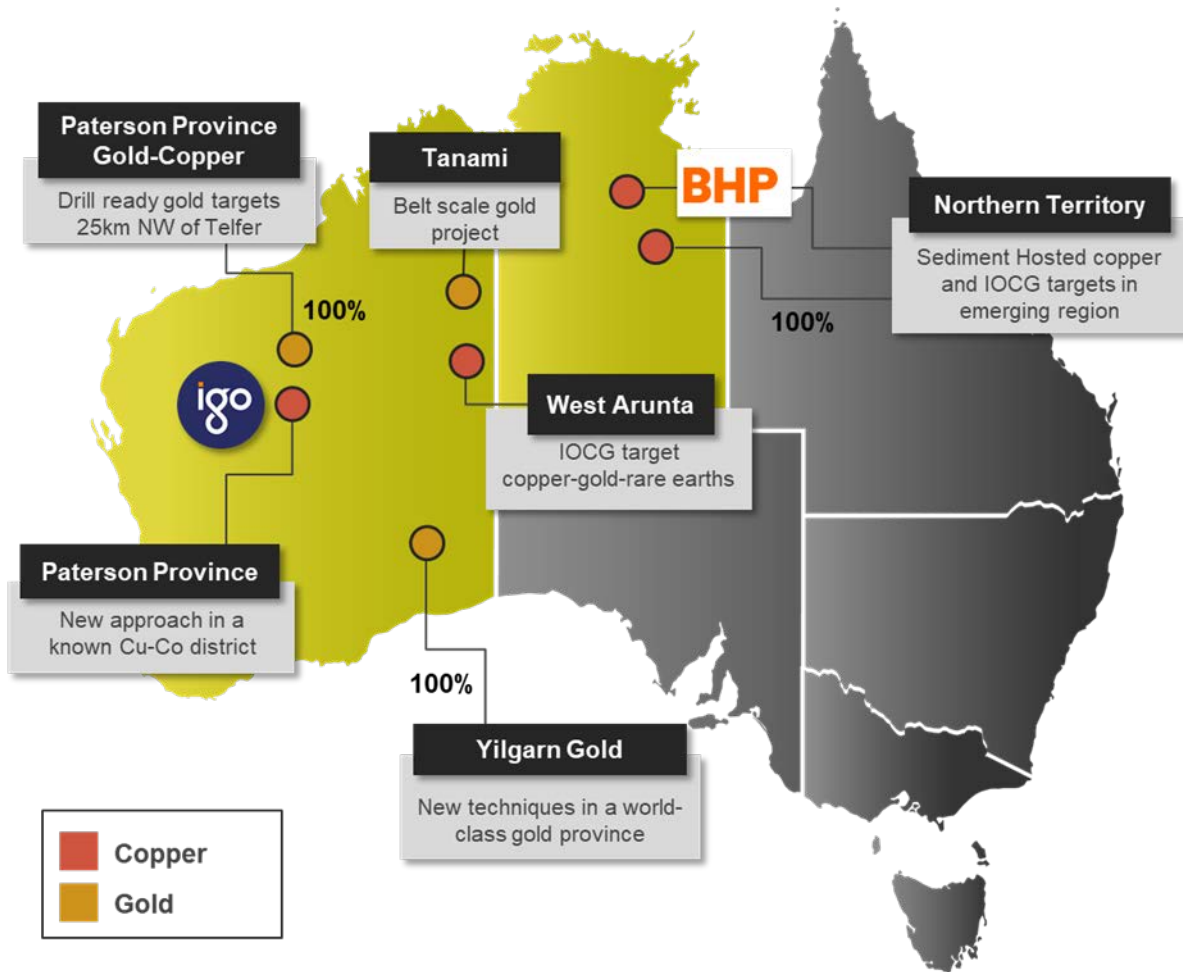 Paterson Province
Gold-Copper
Drill ready gold targets
25km NW of Telfer
100%
Tanami
Belt scale gold
project
BHP
Northern Territory
Sediment Hosted copper
and IOCG targets in
emerging region
100%
igo
West Arunta
IOCG target
copper-gold-rare earths
Paterson Province
New approach in a
known Cu-Co district
100%
Yilgarn Gold
New techniques in a world-
class gold province
Copper
Gold